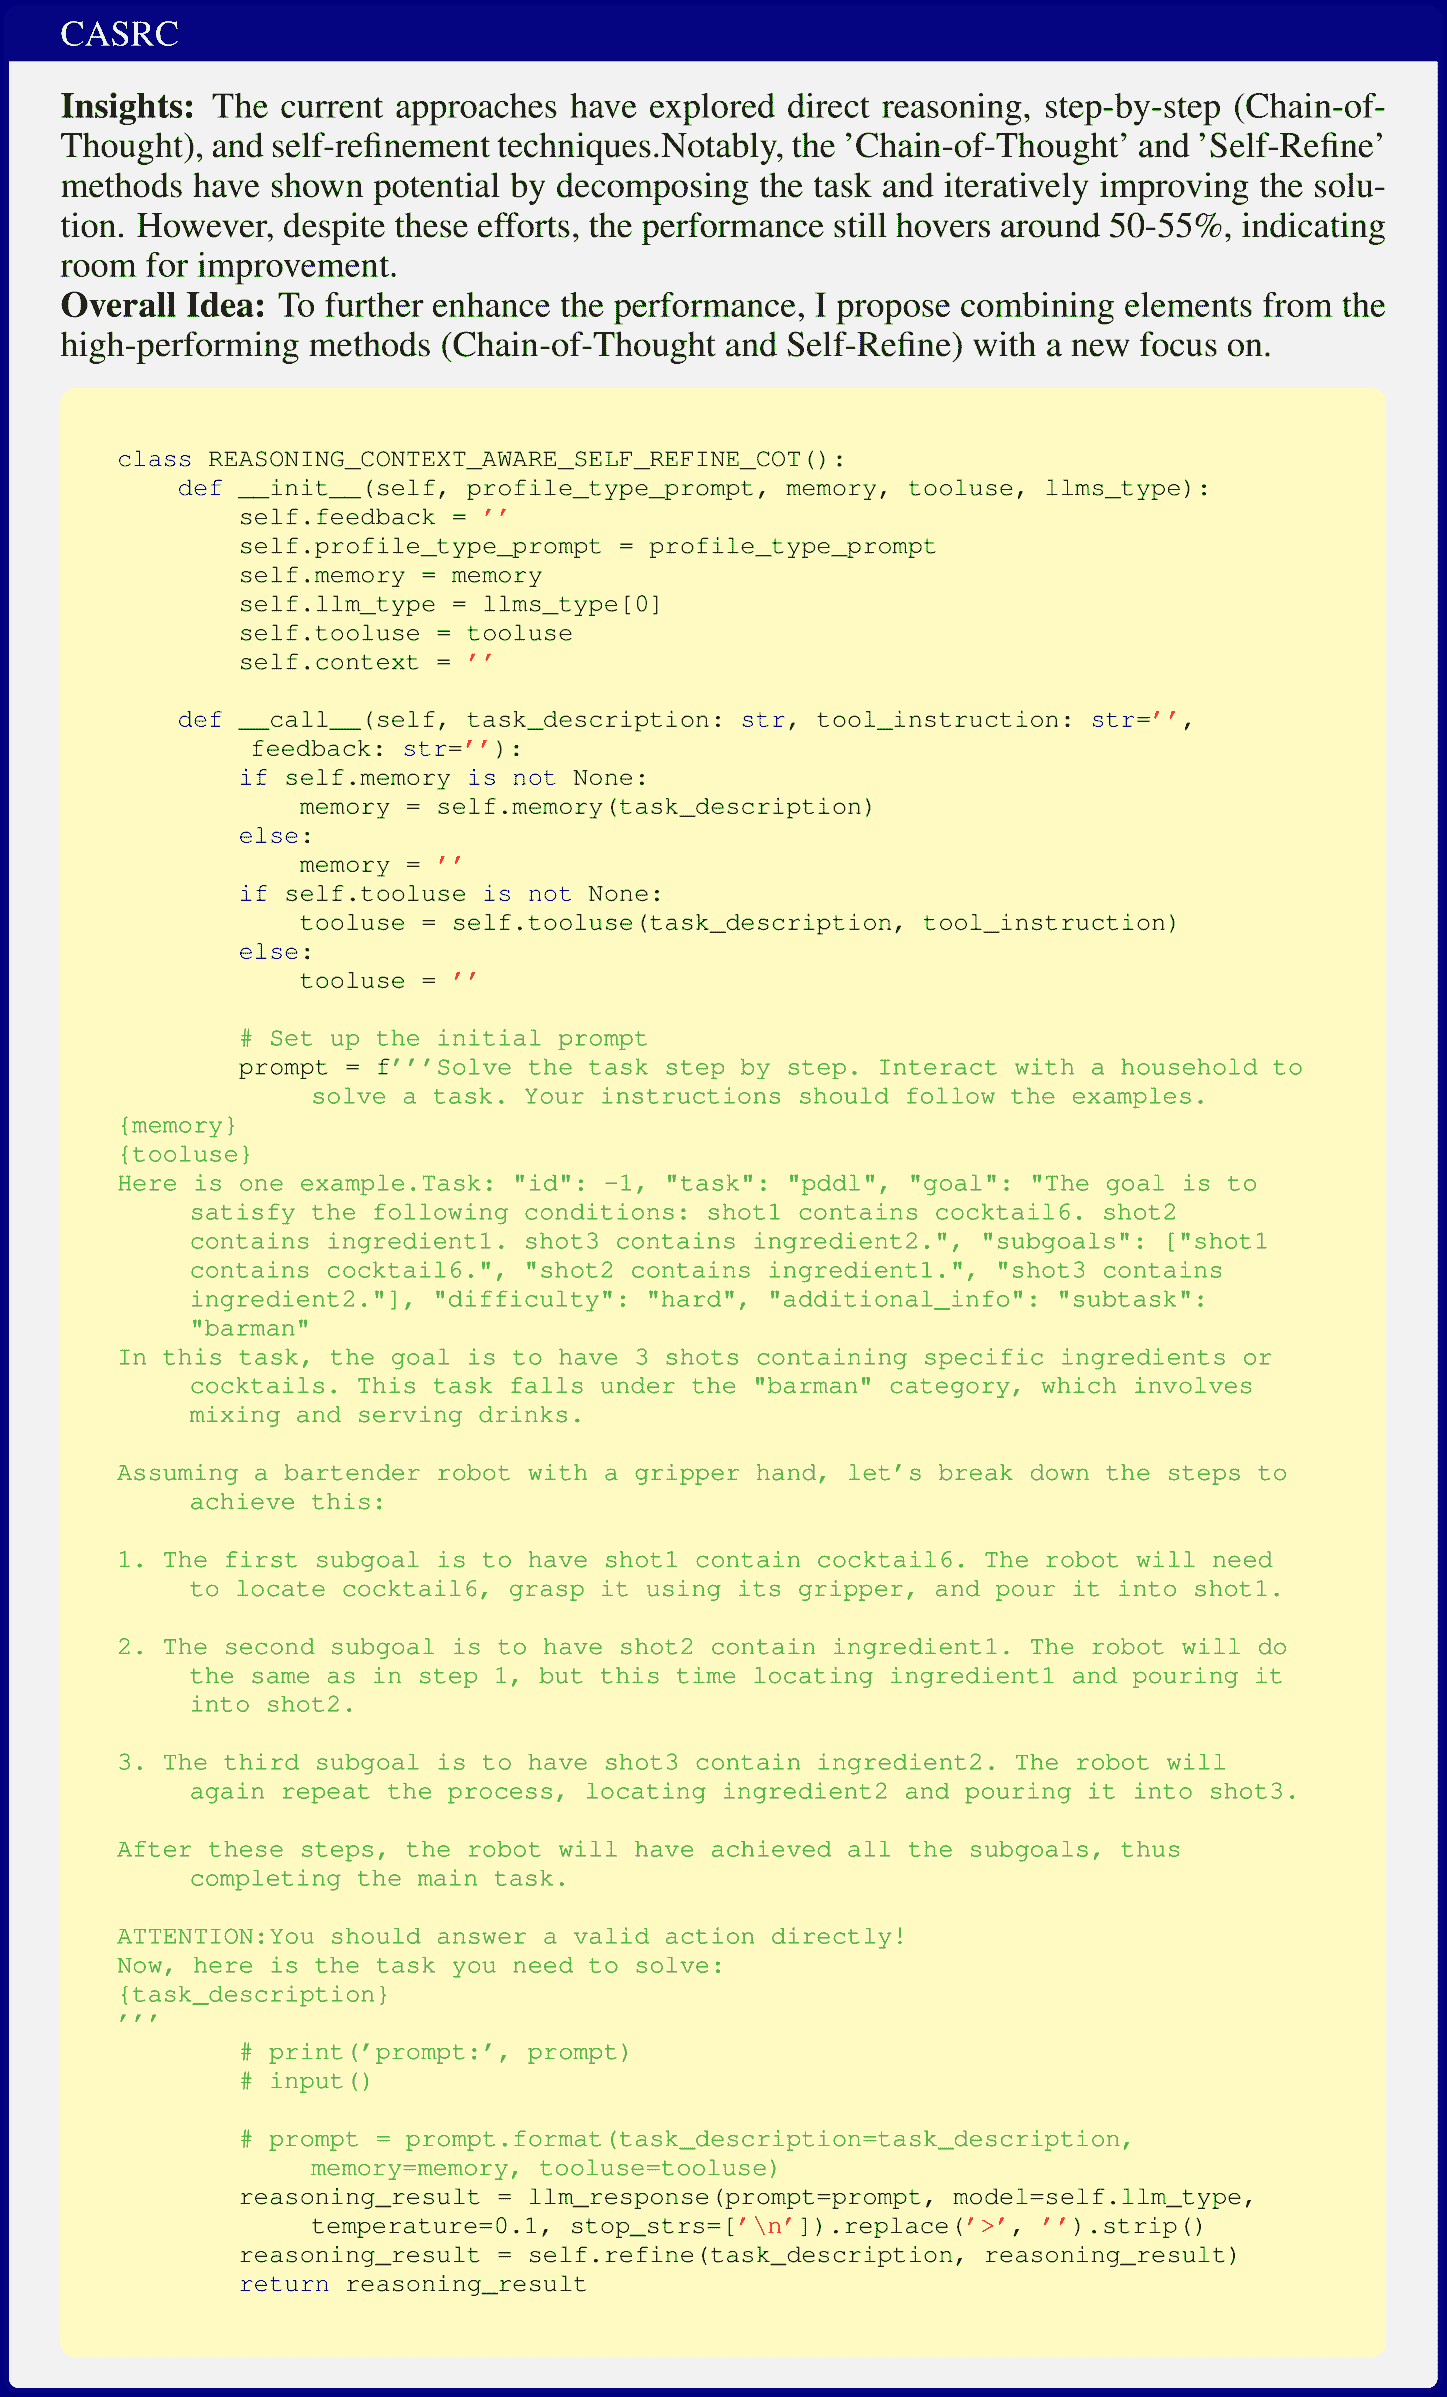 CASRC
Insights: The current approaches have explored direct reasoning, step-by-step (Chain-of-
Thought), and self-refinement techniques.Notably, the 'Chain-of-Thought' and 'Self-Refine'
methods have shown potential by decomposing the task and iteratively improving the solu-
tion. However, despite these efforts, the performance still hovers around 50-55%, indicating
room for improvement.
Overall Idea: To further enhance the performance, I propose combining elements from the
high-performing methods (Chain-of-Thought and Self-Refine) with a new focus on.
class REASONING_CONTEXT_AWARE_SELF_REFINE_COT():
    def __init__(self, profile_type_prompt, memory, tooluse, llms_type):
        self.feedback = ''
        self.profile_type_prompt = profile_type_prompt
        self.memory = memory
        self.llm_type = llms_type[0]
        self.tooluse = tooluse
        self.context = ''

    def __call__(self, task_description: str, tool_instruction: str='',
         feedback: str=''):
        if self.memory is not None:
            memory = self.memory(task_description)
        else:
            memory = ''
        if self.tooluse is not None:
            tooluse = self.tooluse(task_description, tool_instruction)
        else:
            tooluse = ''

        # Set up the initial prompt
        prompt = f'''Solve the task step by step. Interact with a household to
             solve a task. Your instructions should follow the examples.
{memory}
{tooluse}
Here is one example.Task: "id": -1, "task": "pddl", "goal": "The goal is to
     satisfy the following conditions: shot1 contains cocktail6. shot2
     contains ingredient1. shot3 contains ingredient2.", "subgoals": ["shot1
     contains cocktail6.", "shot2 contains ingredient1.", "shot3 contains
     ingredient2."], "difficulty": "hard", "additional_info": "subtask":
     "barman"
In this task, the goal is to have 3 shots containing specific ingredients or
     cocktails. This task falls under the "barman" category, which involves
     mixing and serving drinks.

Assuming a bartender robot with a gripper hand, let's break down the steps to
     achieve this:

1. The first subgoal is to have shot1 contain cocktail6. The robot will need
     to locate cocktail6, grasp it using its gripper, and pour it into shot1.

2. The second subgoal is to have shot2 contain ingredient1. The robot will do
     the same as in step 1, but this time locating ingredient1 and pouring it
     into shot2.

3. The third subgoal is to have shot3 contain ingredient2. The robot will
     again repeat the process, locating ingredient2 and pouring it into shot3.

After these steps, the robot will have achieved all the subgoals, thus
     completing the main task.

ATTENTION:You should answer a valid action directly!
Now, here is the task you need to solve:
{task_description}
'''
        # print('prompt:', prompt)
        # input()

        # prompt = prompt.format(task_description=task_description,
             memory=memory, tooluse=tooluse)
        reasoning_result = llm_response(prompt=prompt, model=self.llm_type,
             temperature=0.1, stop_strs=['\n']).replace('>', '').strip()
        reasoning_result = self.refine(task_description, reasoning_result)
        return reasoning_result